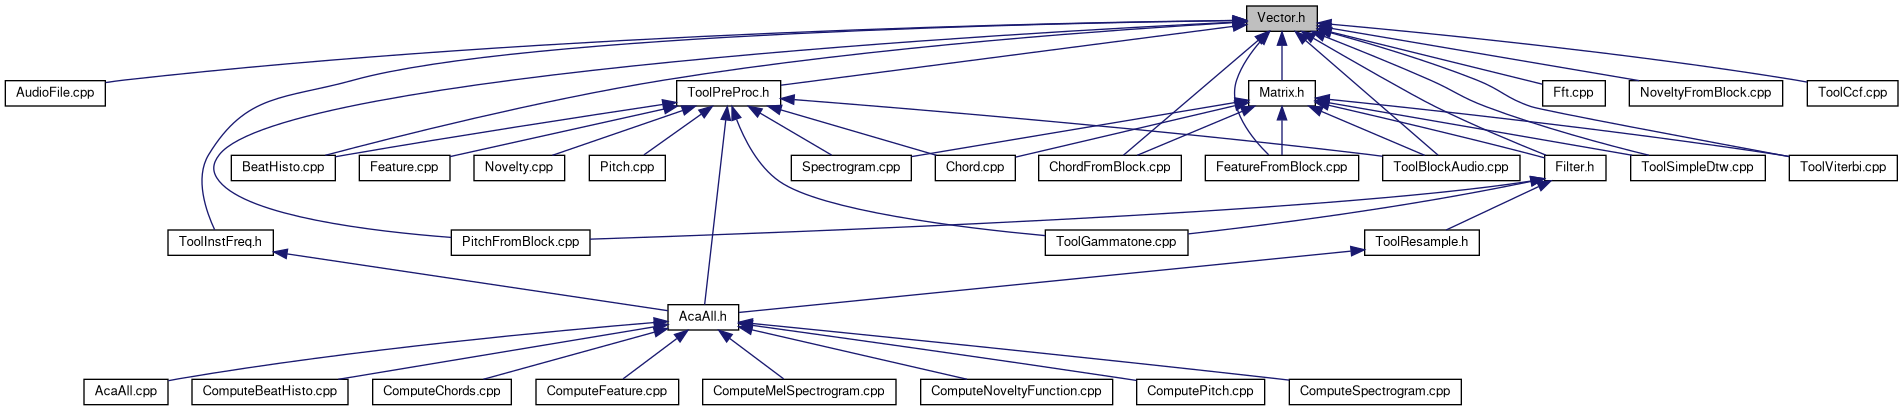 Vector.h
AudioFile.cpp
ToolPreProc.h
Matrix.h
Fft.cpp
NoveltyFromBlock.cpp
ToolCcf.cpp
BeatHisto.cpp
Feature.cpp
Novelty.cpp
Pitch.cpp
Spectrogram.cpp
Chord.cpp
ChordFromBlock.cpp
FeatureFromBlock.cpp
ToolBlockAudio.cpp
Filter.h
ToolSimpleDtw.cpp
ToolViterbi.cpp
ToolInstFreq.h
PitchFromBlock.cpp
ToolGammatone.cpp
ToolResample.h
AcaAll.h
AcaAll.cpp
ComputeBeatHisto.cpp
ComputeChords.cpp
ComputeFeature.cpp
ComputeMelSpectrogram.cpp
ComputeNoveltyFunction.cpp
ComputePitch.cpp
ComputeSpectrogram.cpp